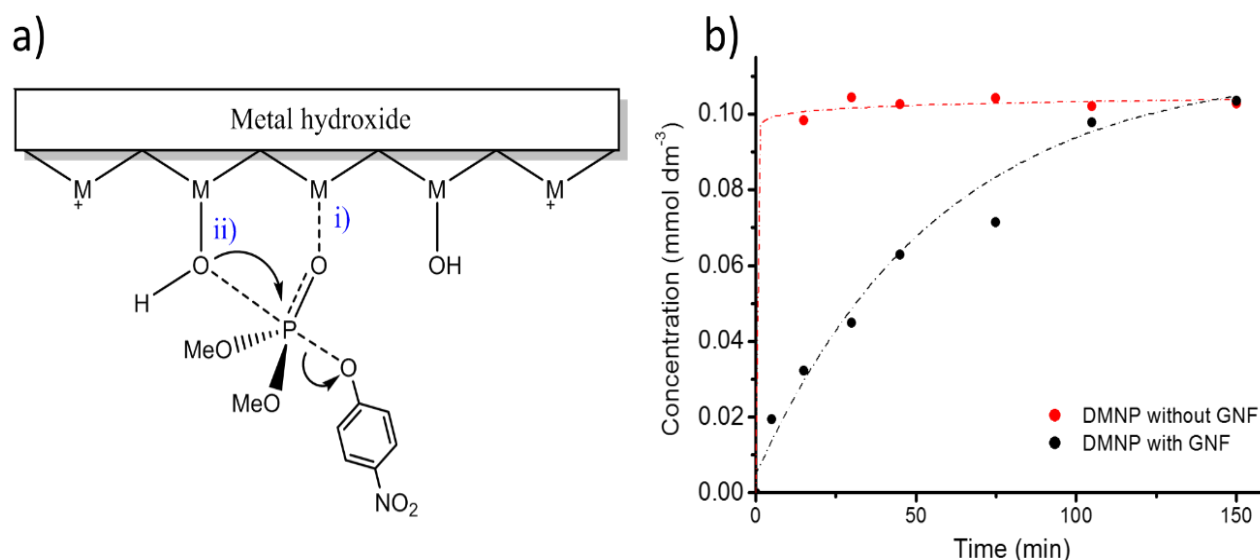 a)
Metal hydroxide
M
+
M
M
M
M
+
ii)
i)
H
O
O
OH
P
MeO
MeO
O
NO2
b)
Concentration (mmol dm-3)
0.10
0.08
0.06
0.04
0.02
0.00
0
50
100
150
Time (min)
DMNP without GNF
DMNP with GNF